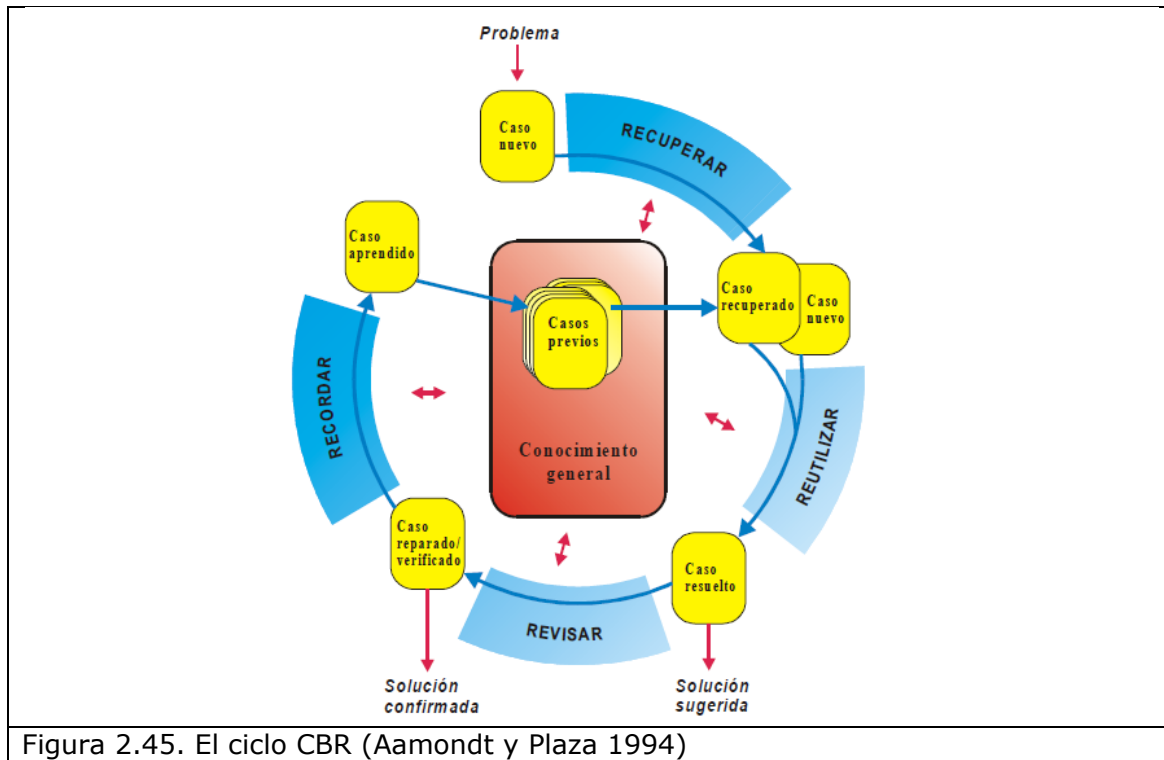 Problema
Caso
nuevo
RECUPERAR
Caso
aprendido
Casos
previos
Caso
recuperado
Caso
nuevo
RECORDAR
Conocimiento
general
REUTILIZAR
Caso
reparado/
verificado
Caso
resuelto
REVISAR
Solución
confirmada
Solución
sugerida
Figura 2.45. El ciclo CBR (Aamondt y Plaza 1994)